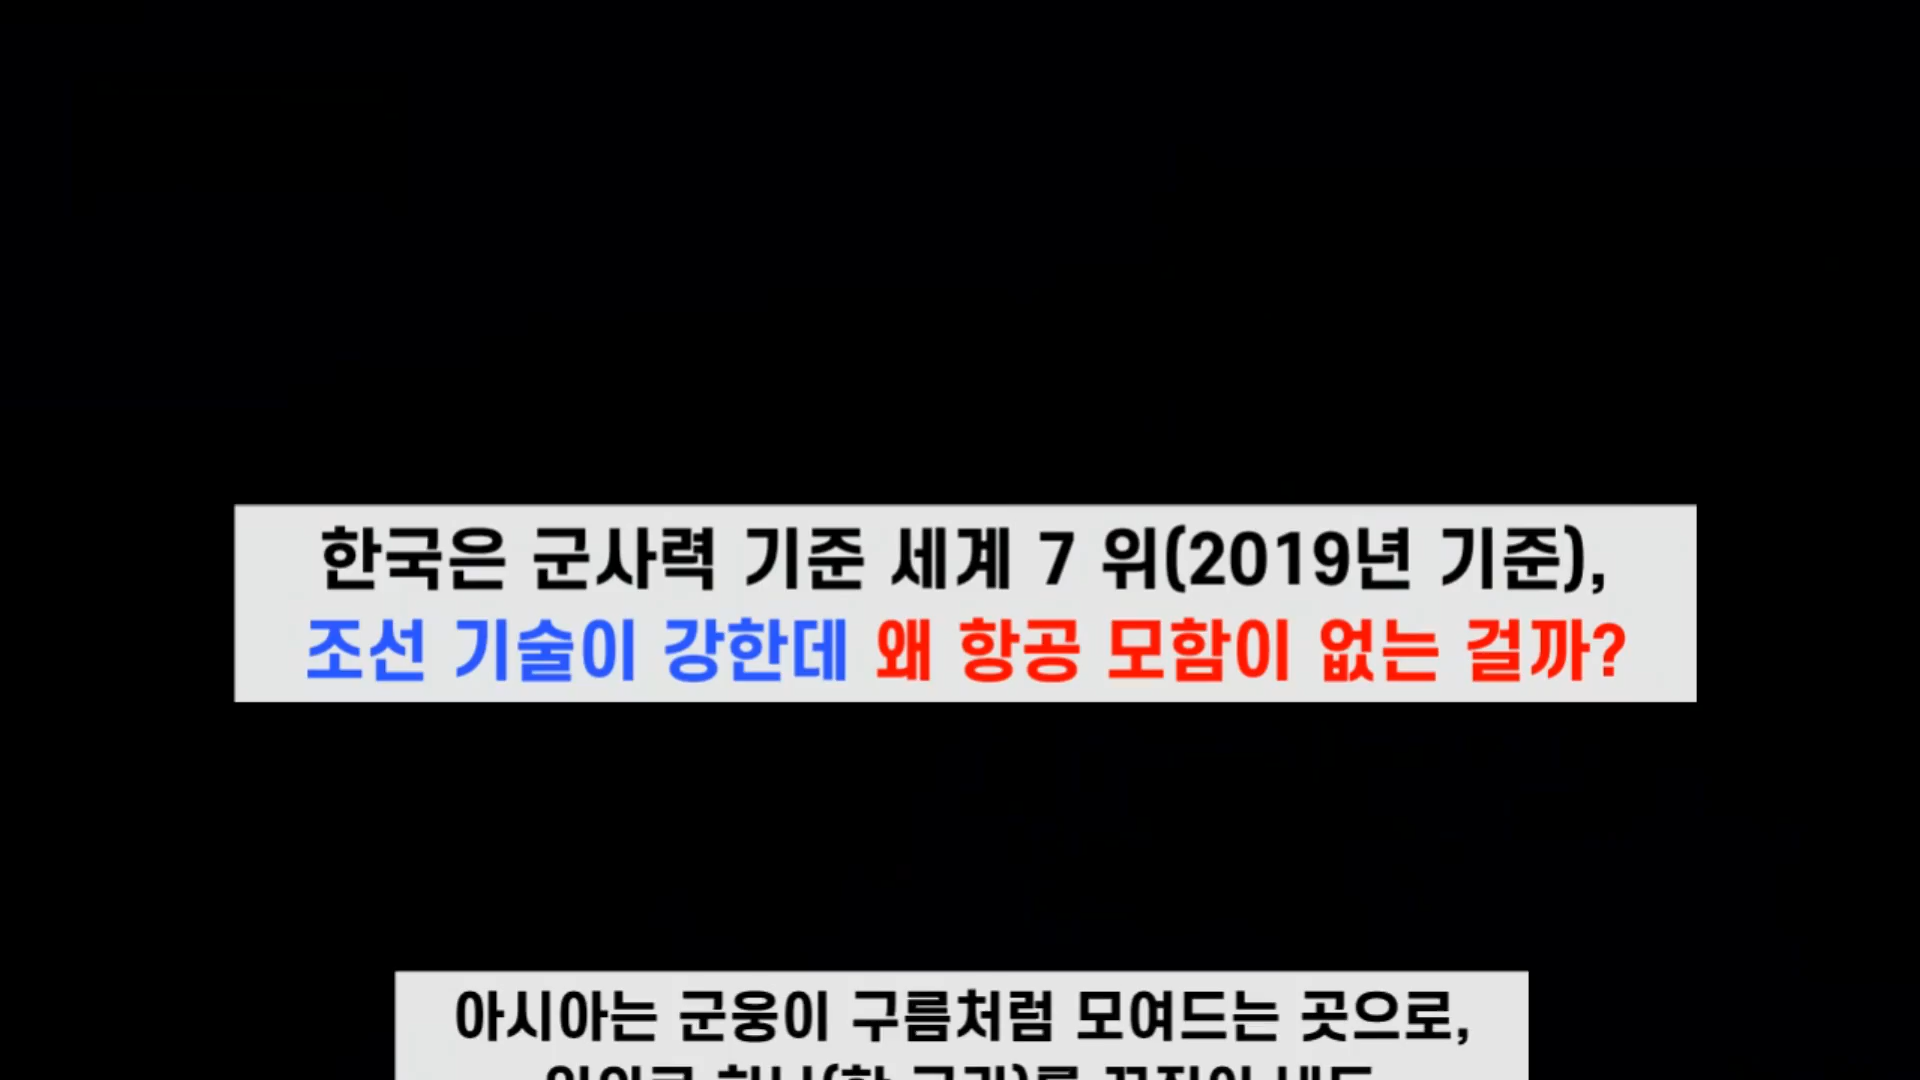 한국은 군사력 기준 세계 7 위(2019년 기준),
조선 기술이 강한데 왜 항공 모함이 없는 걸까?
아시아는 군웅이 구름처럼 모여드는 곳으로,